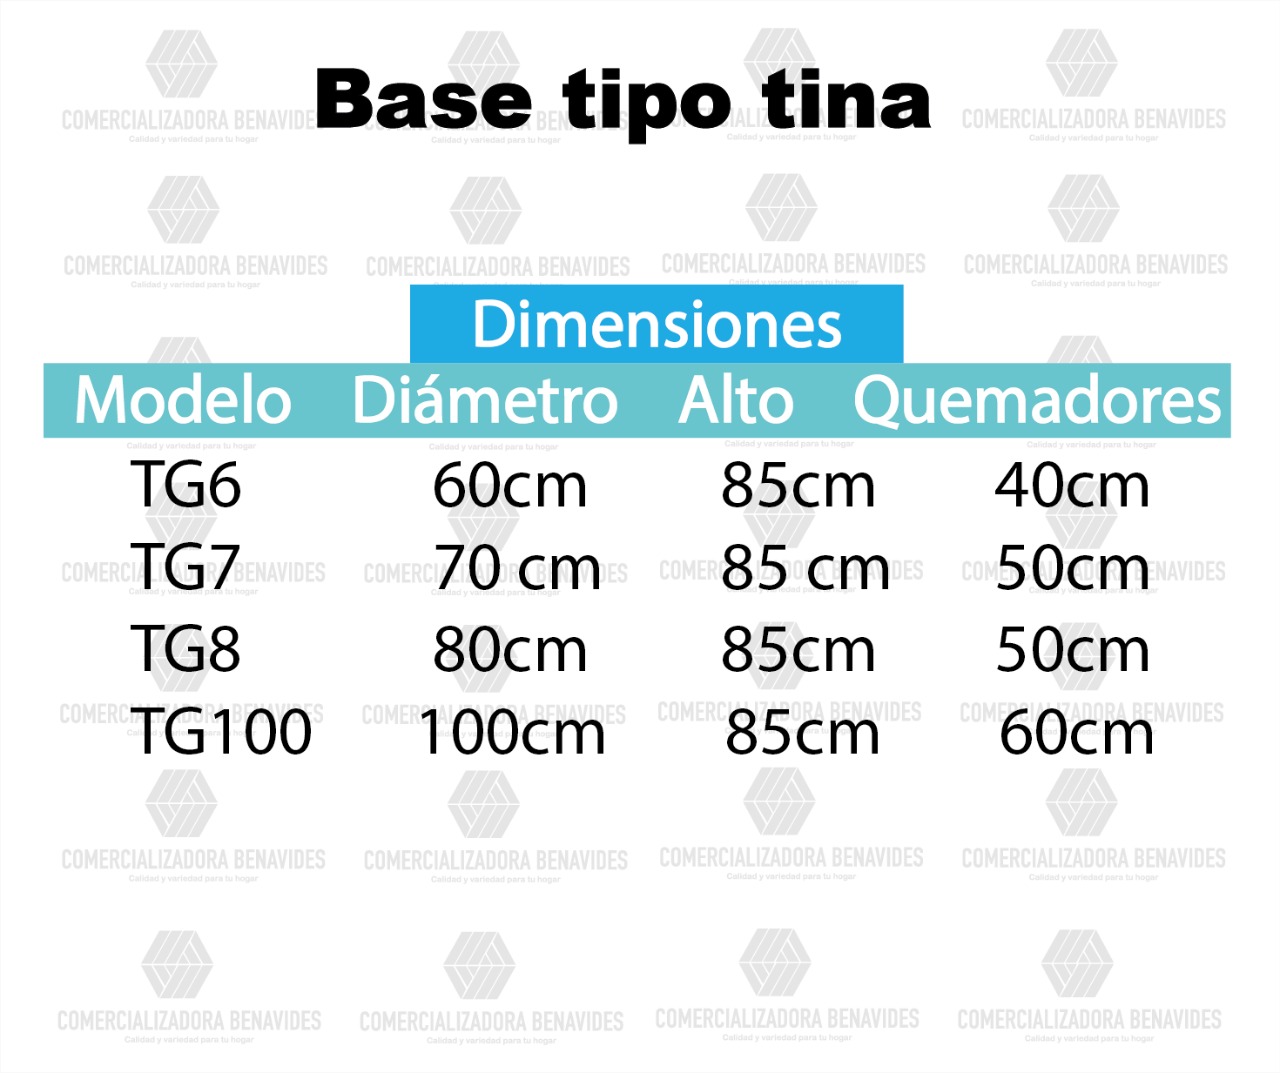 Base tipo tina
COMERCIALIZADORA BENAVIDES
Calidad y variedad para tu hogar
Dimensiones
Modelo Diámetro Alto Quemadores
TG6 60cm 85cm 40cm
TG7 70 cm 85 cm 50cm
TG8 80cm 85cm 50cm
TG100 100cm 85cm 60cm